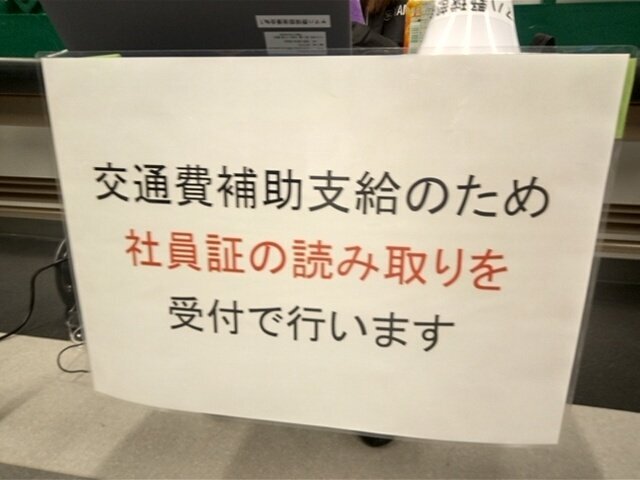 交通費補助支給のため
社員証の読み取りを
受付で行います